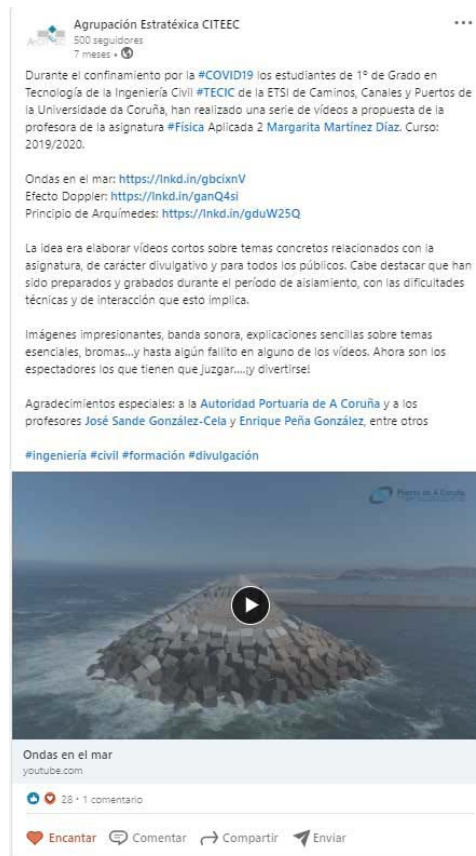 Agrupación Estratéxica CITEEC
500 seguidores
7 meses •
Durante el confinamiento por la #COVID19 los estudiantes de 1º de Grado en
Tecnología de la Ingeniería Civil #TECIC de la ETSI de Caminos, Canales y Puertos de
la Universidade da Coruña, han realizado una serie de vídeos a propuesta de la
profesora de la asignatura #Física Aplicada 2 Margarita Martínez Díaz. Curso:
2019/2020.
Ondas en el mar: https://lnkd.in/gbcixnV
Efecto Doppler: https://lnkd.in/ganQ4si
Principio de Arquímedes: https://lnkd.in/gduW25Q
La idea era elaborar vídeos cortos sobre temas concretos relacionados con la
asignatura, de carácter divulgativo y para todos los públicos. Cabe destacar que han
sido preparados y grabados durante el período de aislamiento, con las dificultades
técnicas y de interacción que esto implica.
Imágenes impresionantes, banda sonora, explicaciones sencillas sobre temas
esenciales, bromas...y hasta algún fallito en alguno de los vídeos. Ahora son los
espectadores los que tienen que juzgar....¡y divertirse!
Agradecimientos especiales: a la Autoridad Portuaria de A Coruña y a los
profesores José Sande González-Cela y Enrique Peña González, entre otros
#ingeniería #civil #formación #divulgación
Puerto de A Coruña
Ondas en el mar
youtube.com
28 · 1 comentario
Encantar Comentar Compartir Enviar